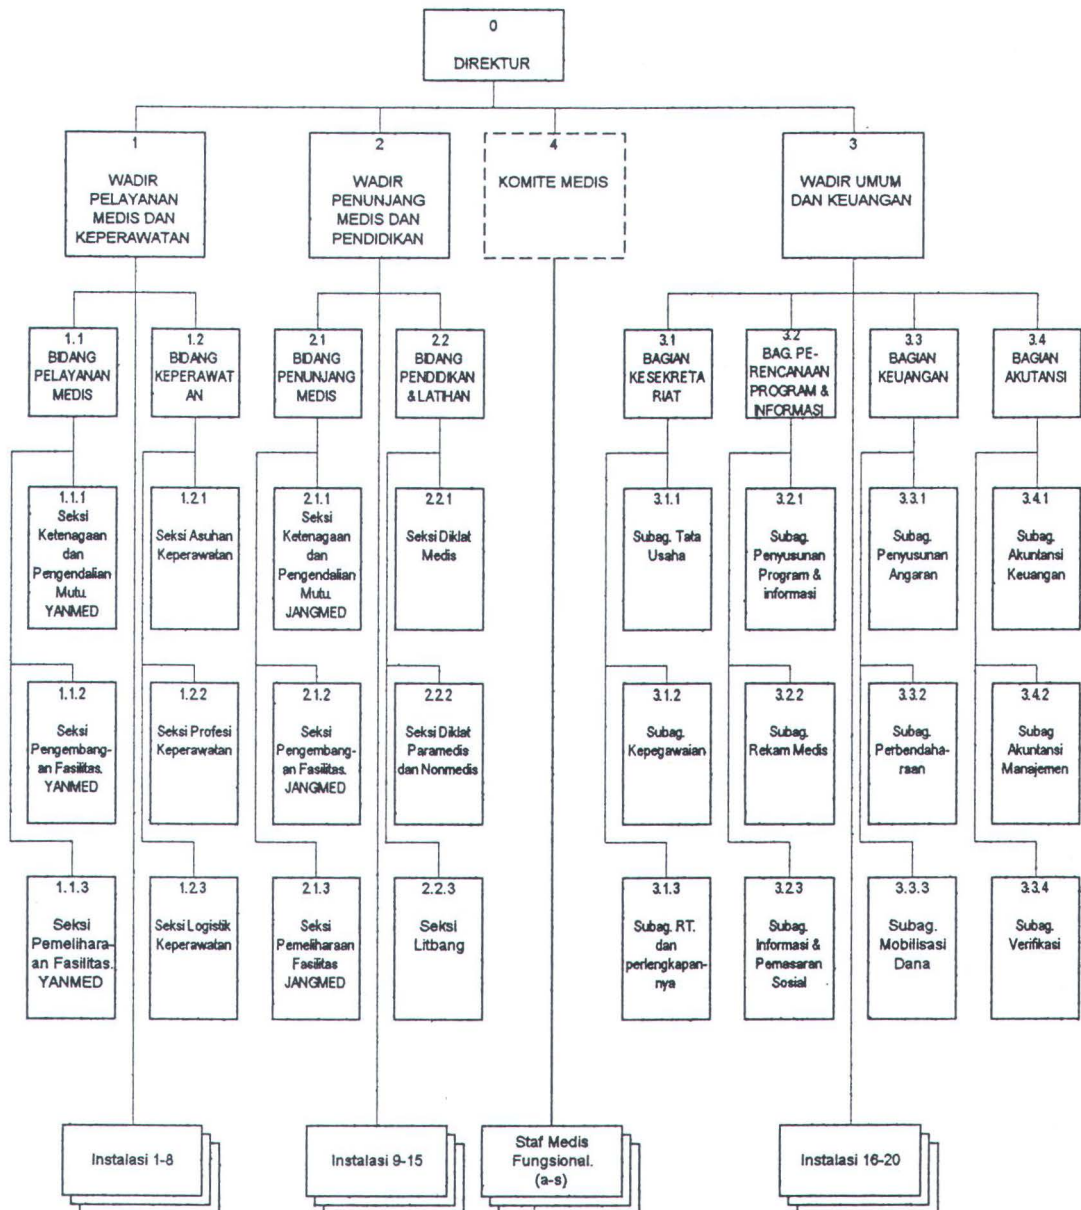 0
DIREKTUR
1
WADIR
PELAYANAN
MEDIS DAN
KEPERAWATAN
2
WADIR
PENUNJANG
MEDIS DAN
PENDIDIKAN
4
KOMITE MEDIS
3
WADIR UMUM
DAN KEUANGAN
1.1
BIDANG
PELAYANAN
MEDIS
1.2
BIDANG
KEPERAWAT
AN
2.1
BIDANG
PENUNJANG
MEDIS
2.2
BIDANG
PENDIDIKAN
& LATIHAN
3.1
BAGIAN
KESEKRETA
RIAT
3.2
BAG. PE-
RENCANAAN
PROGRAM &
INFORMASI
3.3
BAGIAN
KEUANGAN
3.4
BAGIAN
AKUTANSI
1.1.1
Seksi
Ketenagaan
dan
Pengendalian
Mutu.
YANMED
1.2.1
Seksi Asuhan
Keperawatan
2.1.1
Seksi
Ketenagaan
dan
Pengendalian
Mutu.
JANGMED
2.2.1
Seksi Diklat
Medis
3.1.1
Subag. Tata
Usaha
3.2.1
Subag.
Penyusunan
Program &
informasi
3.3.1
Subag.
Penyusunan
Angaran
3.4.1
Subag.
Akuntansi
Keuangan
1.1.2
Seksi
Pengembang-
an Fasilitas.
YANMED
1.2.2
Seksi Profesi
Keperawatan
2.1.2
Seksi
Pengembang-
an Fasilitas.
JANGMED
2.2.2
Seksi Diklat
Paramedis
dan Nonmedis
3.1.2
Subag.
Kepegawaian
3.2.2
Subag.
Rekam Medis
3.3.2
Subag.
Perbendaha-
raan
3.4.2
Subag
Akuntansi
Manajemen
1.1.3
Seksi
Pemelihara-
an Fasilitas.
YANMED
1.2.3
Seksi Logistik
Keperawatan
2.1.3
Seksi
Pemeliharaan
Fasilitas
JANGMED
2.2.3
Seksi
Litbang
3.1.3
Subag. RT.
dan
perlengkapan-
nya
3.2.3
Subag.
Informasi &
Pemasaran
Sosial
3.3.3
Subag.
Mobilisasi
Dana
3.3.4
Subag.
Verifikasi
Instalasi 1-8
Instalasi 9-15
Staf Medis
Fungsional.
(a-s)
Instalasi 16-20